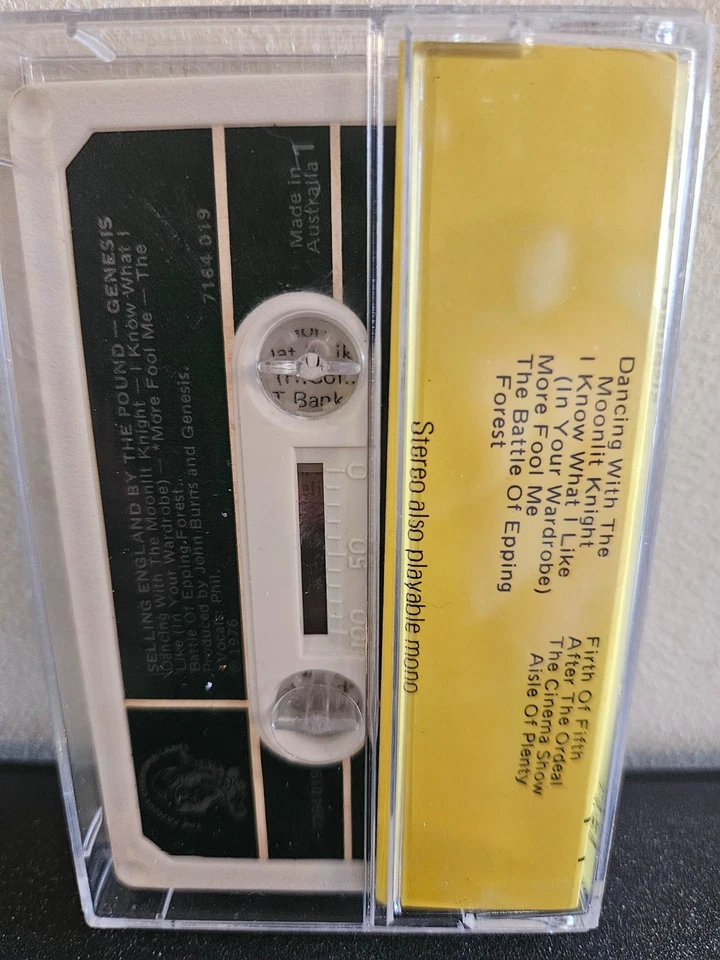 SELLING ENGLAND BY THE POUND — GENESIS
Dancing With The Moonlit Knight — I Know What I
Like (In Your Wardrobe) — *More Fool Me — The
Battle Of Epping Forest.
Produced by John Burns and Genesis.
*Vocals: Phil.
1976
7164 019
Made in
Australia
1
0
50
100
Stereo also playable mono
Dancing With The
Moonlit Knight
I Know What I Like
(In Your Wardrobe)
More Fool Me
The Battle Of Epping
Forest
Firth Of Fifth
After The Ordeal
The Cinema Show
Aisle Of Plenty